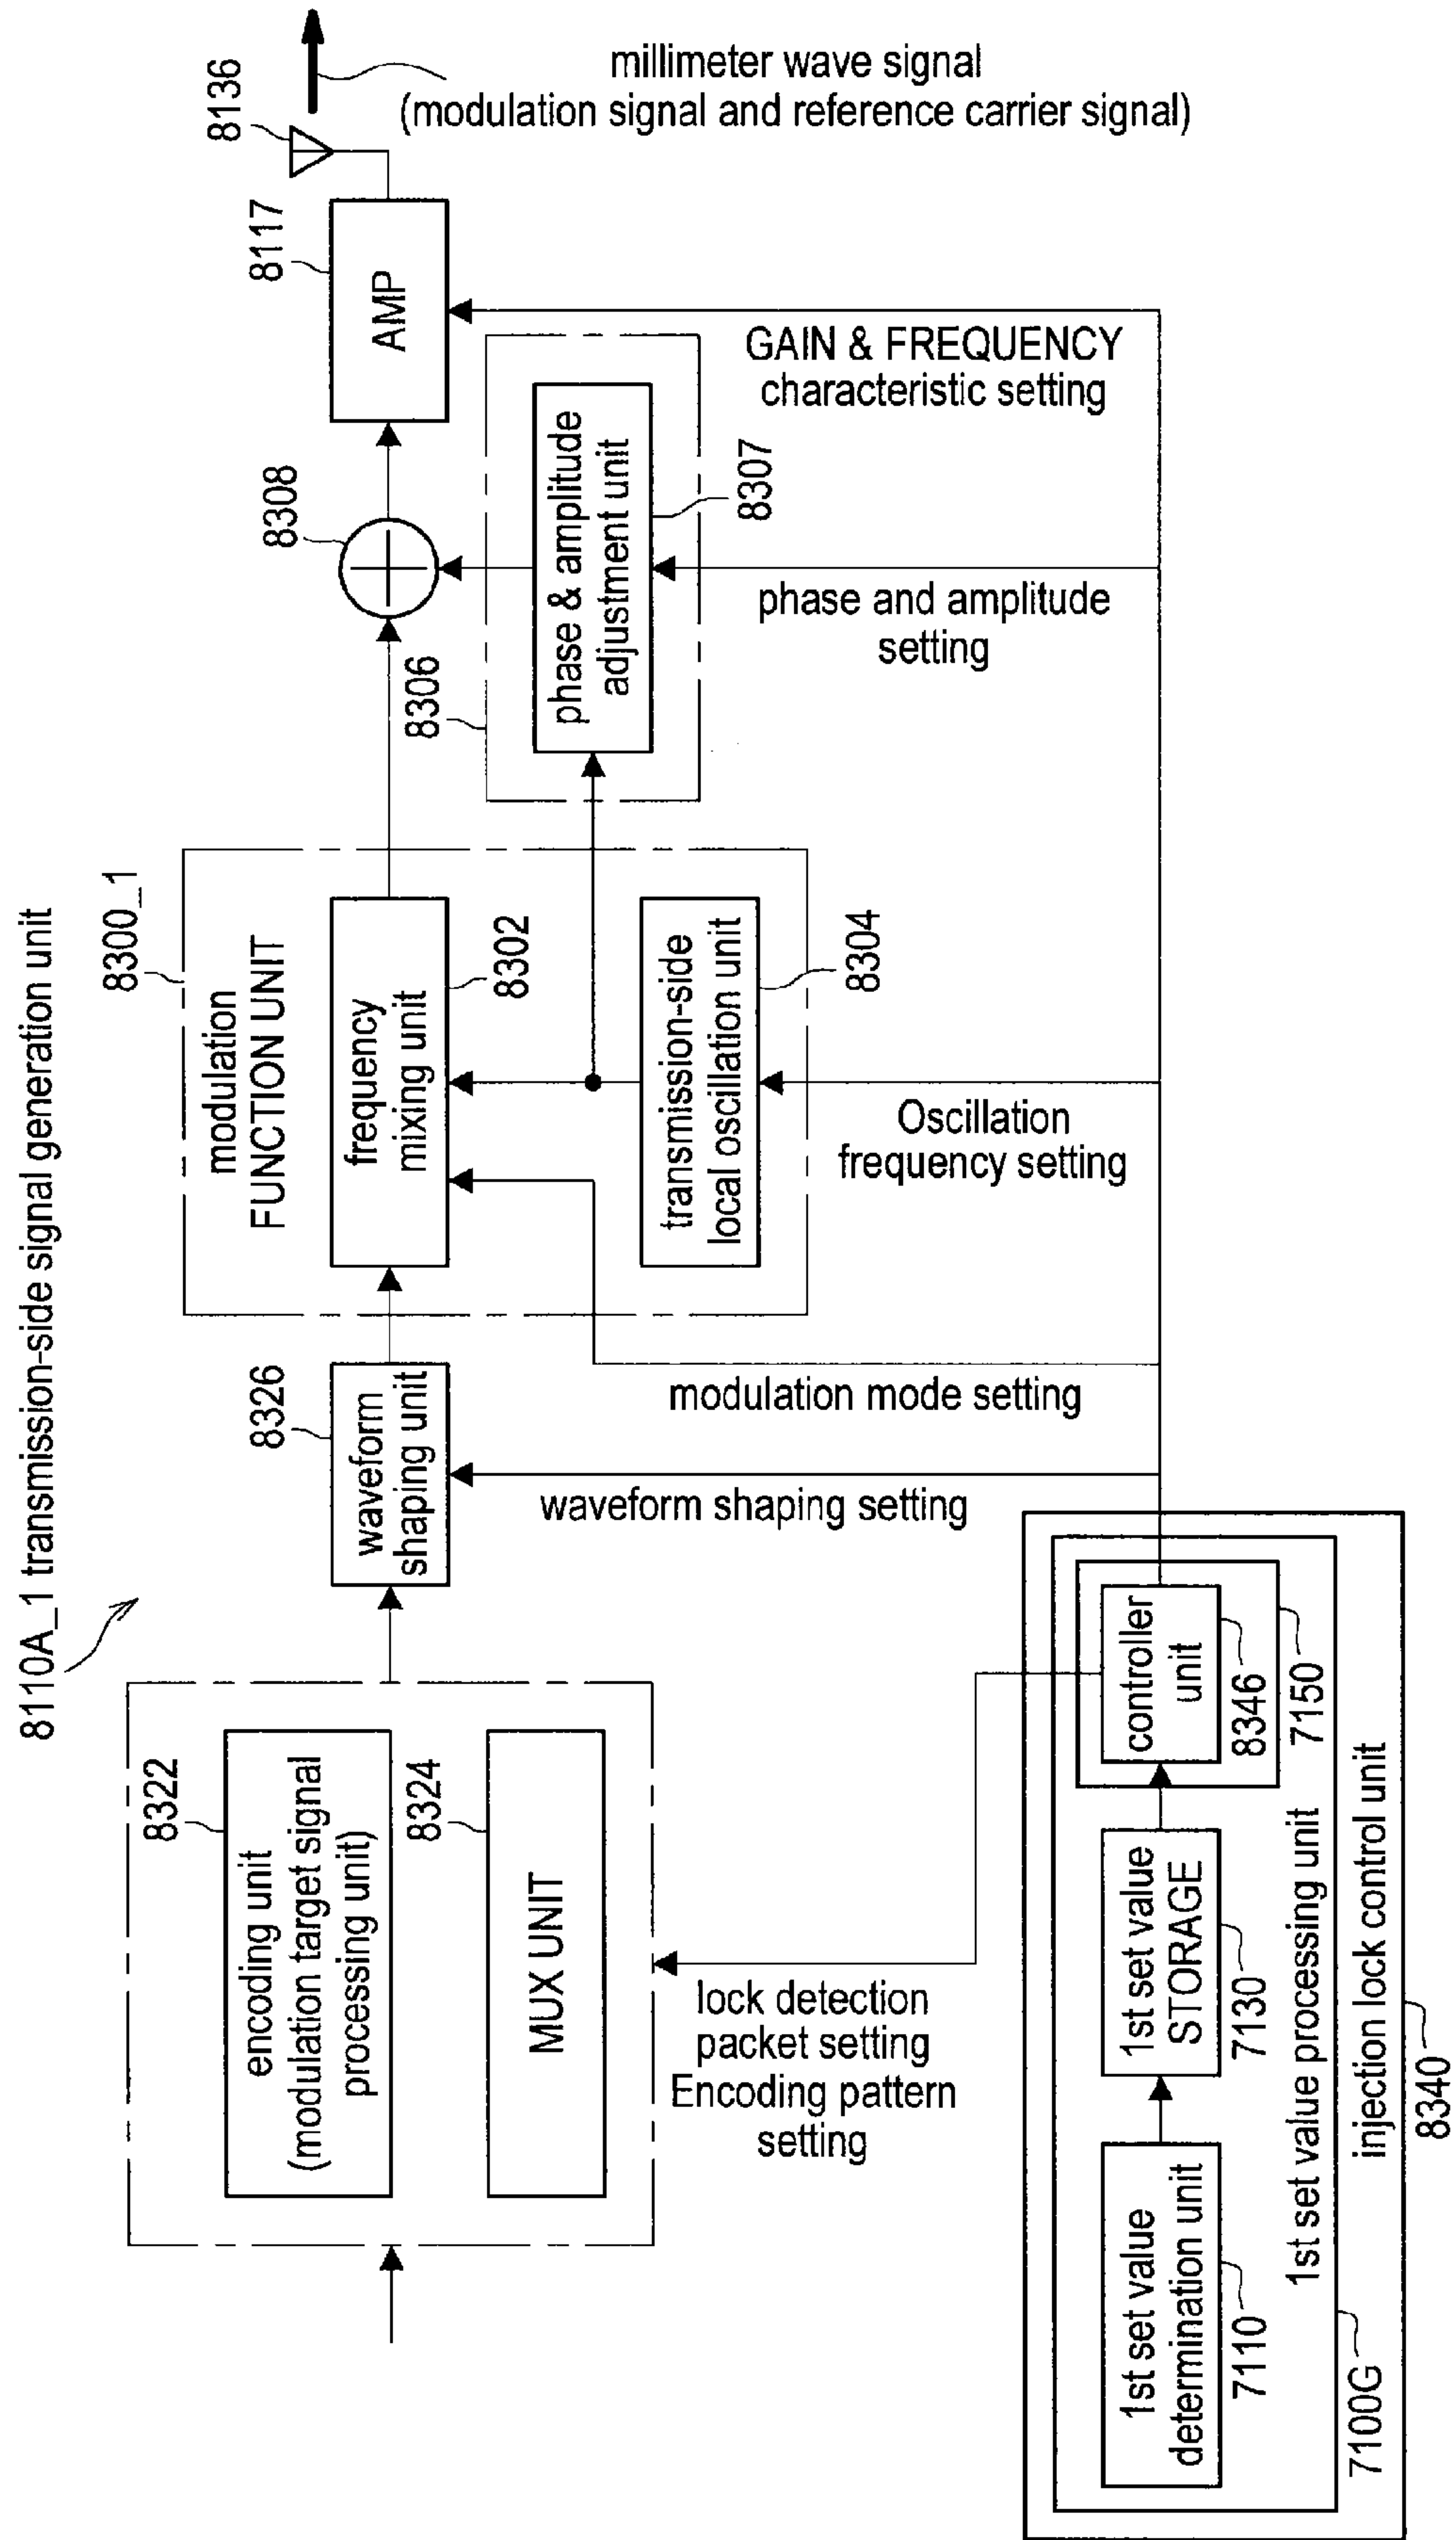 8110A_1 transmission-side signal generation unit
8322
encoding unit
(modulation target signal
processing unit)
8324
MUX UNIT
8326
waveform
shaping unit
8300_1
modulation
FUNCTION UNIT
frequency
mixing unit
8302
transmission-side
local oscillation unit
8304
8306
phase & amplitude
adjustment unit
8307
8308
AMP
8117
8136
millimeter wave signal
(modulation signal and reference carrier signal)
lock detection
packet setting
Encoding pattern
setting
waveform shaping setting
modulation mode setting
Oscillation
frequency setting
phase and amplitude
setting
GAIN & FREQUENCY
characteristic setting
1st set value
determination unit
7110
1st set value
STORAGE
7130
controller
unit
8346
7150
1st set value processing unit
7100G
injection lock control unit
8340